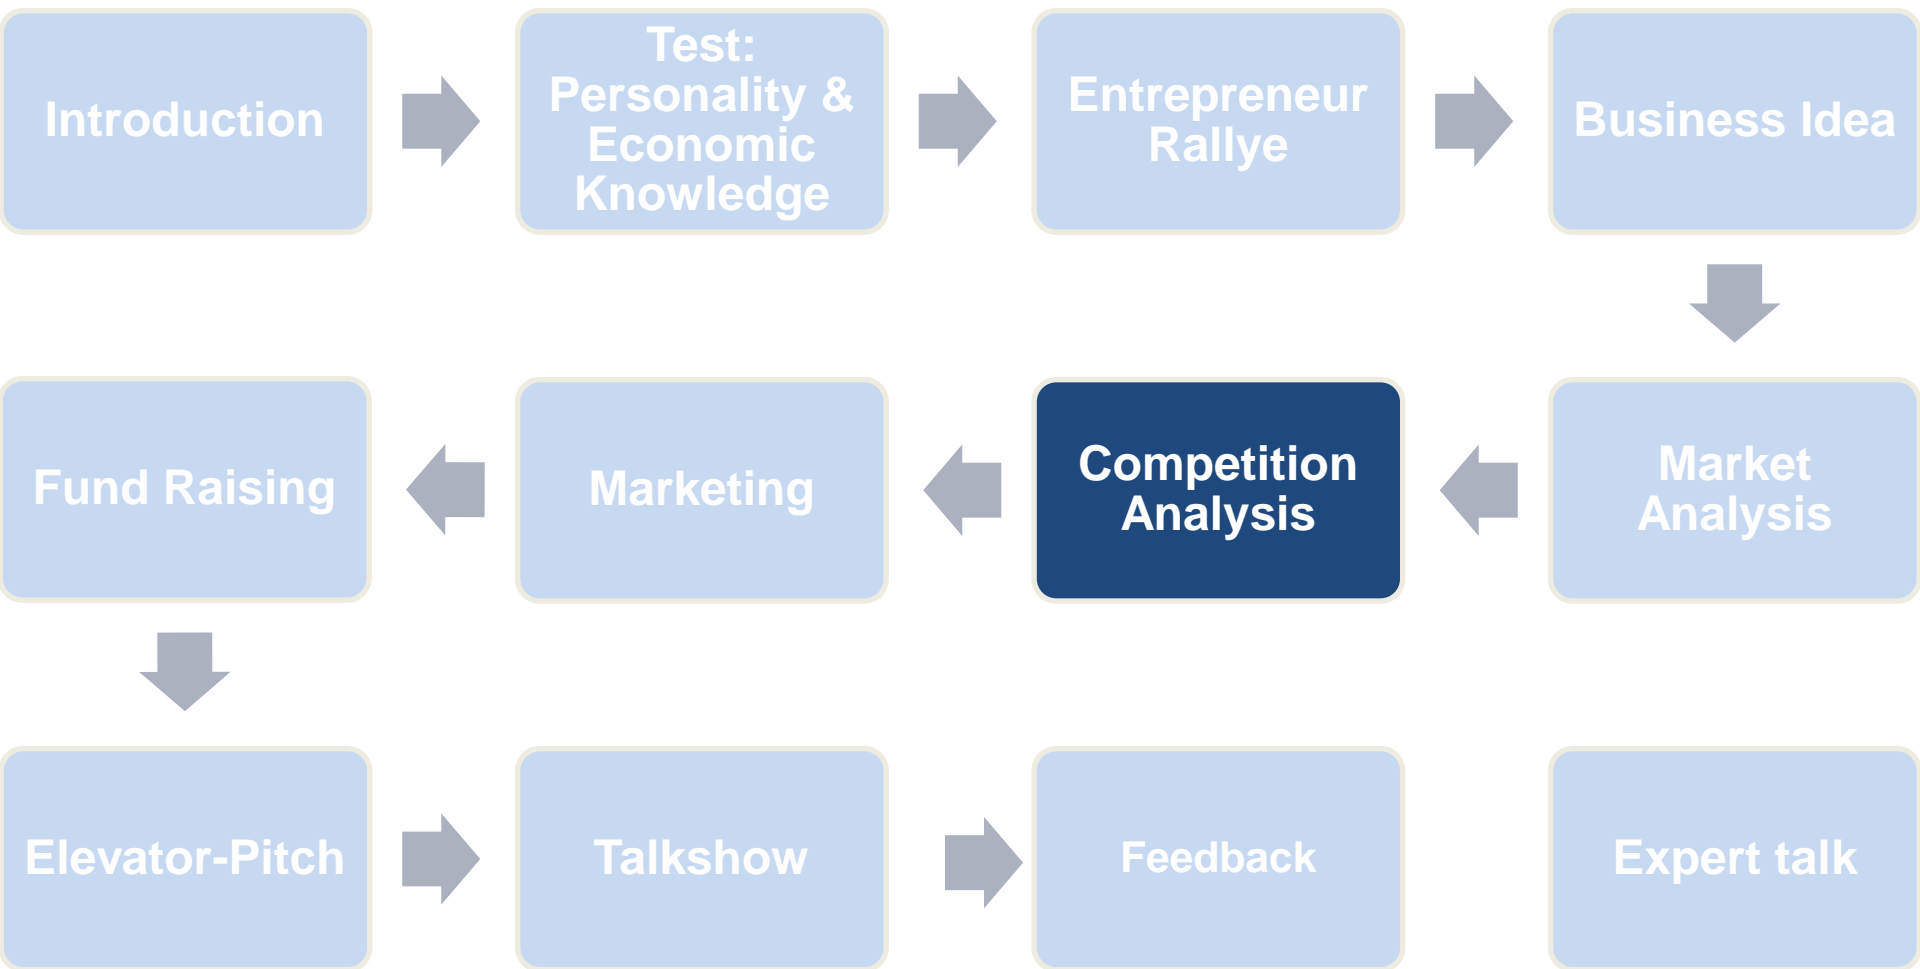 Introduction
Test:
Personality &
Economic
Knowledge
Entrepreneur
Rallye
Business Idea
Fund Raising
Marketing
Competition
Analysis
Market
Analysis
Elevator-Pitch
Talkshow
Feedback
Expert talk